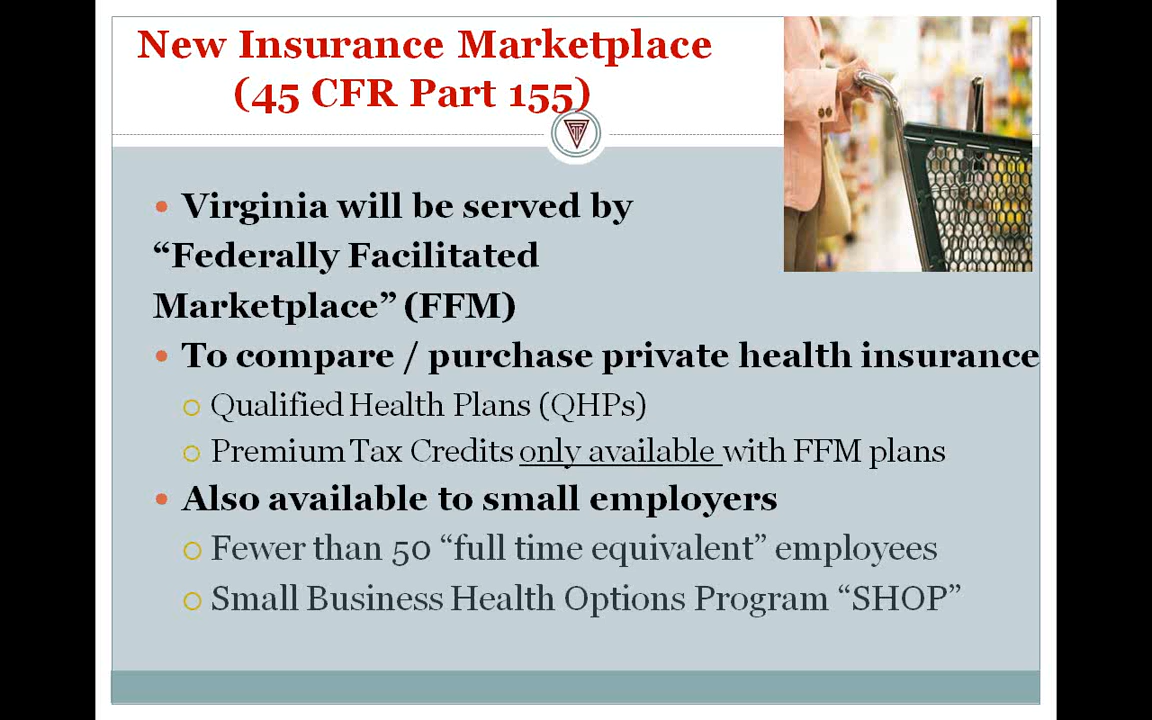 New Insurance Marketplace
(45 CFR Part 155)
• Virginia will be served by
“Federally Facilitated
Marketplace” (FFM)
• To compare / purchase private health insurance
○ Qualified Health Plans (QHPs)
○ Premium Tax Credits only available with FFM plans
• Also available to small employers
○ Fewer than 50 “full time equivalent” employees
○ Small Business Health Options Program “SHOP”